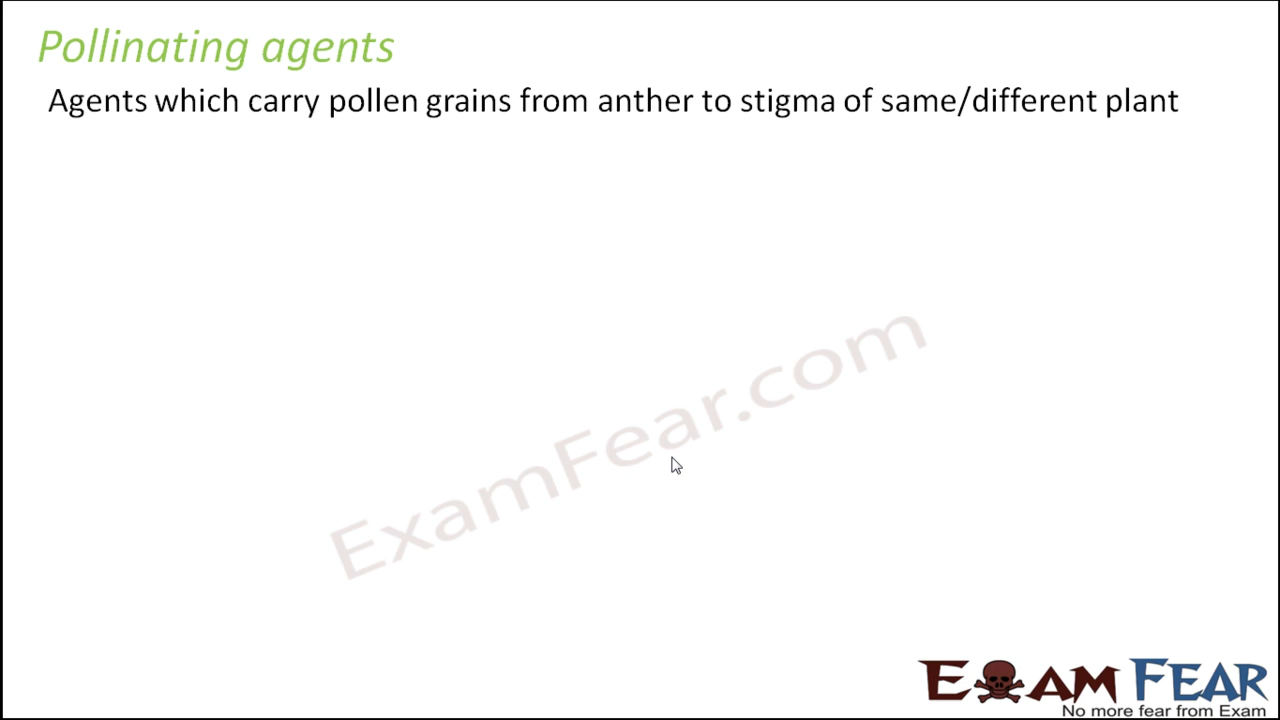 Pollinating agents
Agents which carry pollen grains from anther to stigma of same/different plant
ExamFear.com
EXAM FEAR
No more fear from Exam